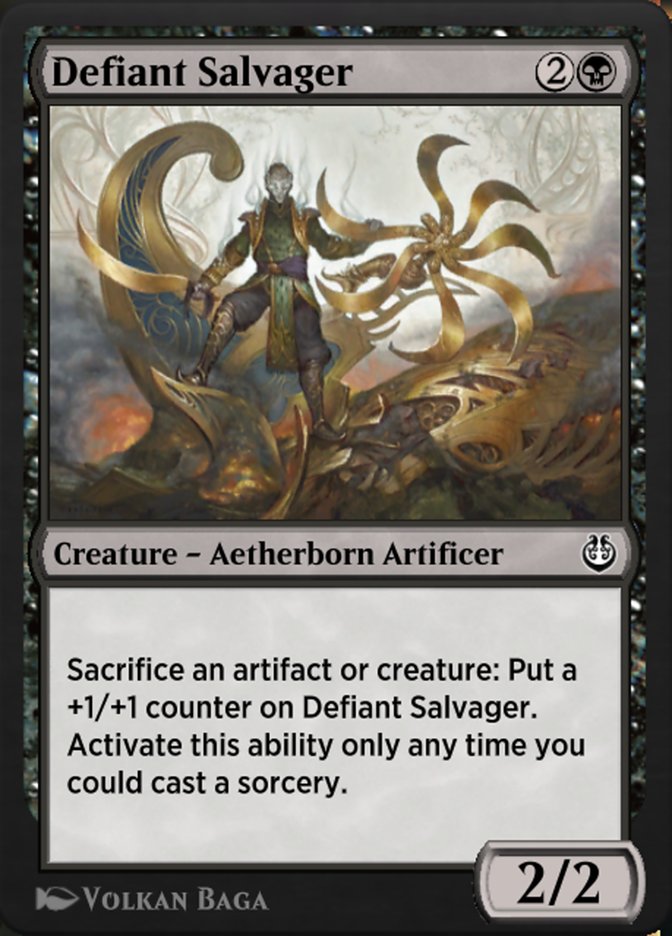 Defiant Salvager 2
Creature – Aetherborn Artificer
Sacrifice an artifact or creature: Put a
+1/+1 counter on Defiant Salvager.
Activate this ability only any time you
could cast a sorcery.
2/2
VOLKAN BAGA